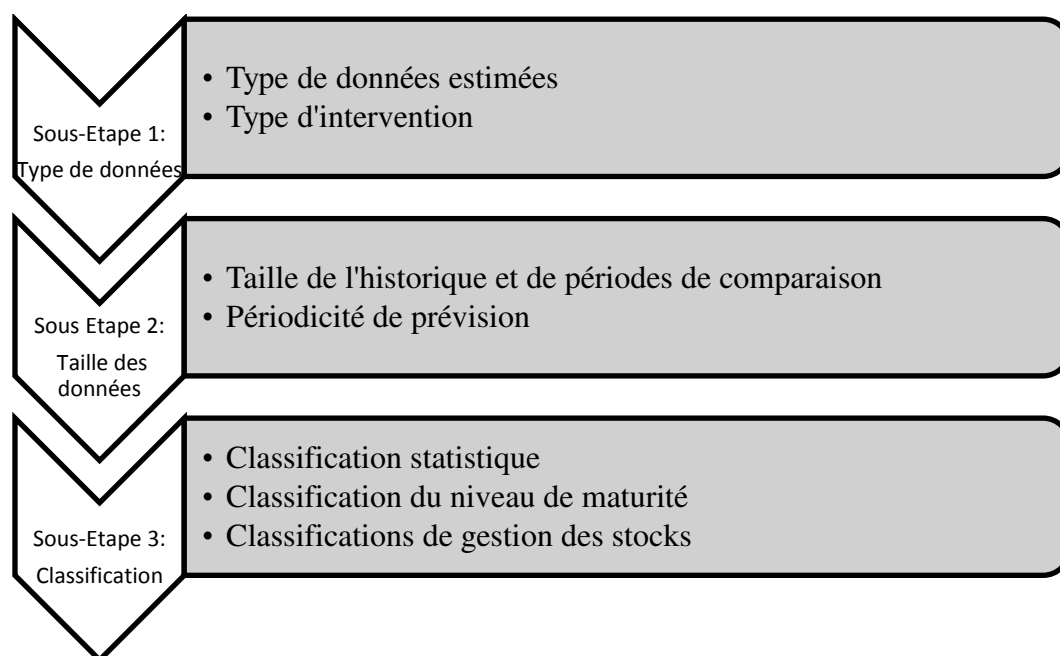 Sous-Etape 1:
Type de données
• Type de données estimées
• Type d'intervention
Sous Etape 2:
Taille des
données
• Taille de l'historique et de périodes de comparaison
• Périodicité de prévision
Sous-Etape 3:
Classification
• Classification statistique
• Classification du niveau de maturité
• Classifications de gestion des stocks